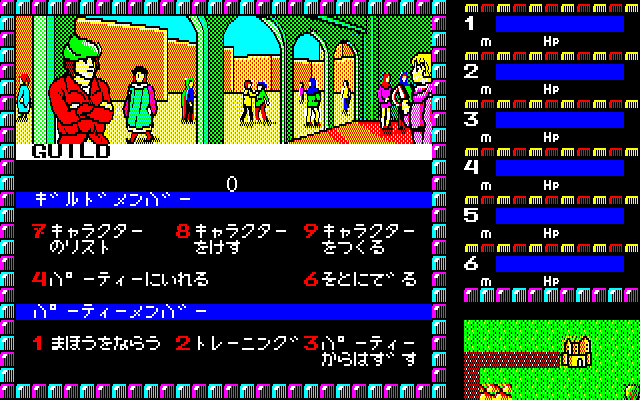 GUILD
0
ギルドメンバー
7 キャラクターのリスト 8 キャラクターをけす 9 キャラクターをつくる
4 パーティーにいれる 6 そとにでる
パーティーメンバー
1 まほうをならう 2 トレーニング 3 パーティーからはずす
1
m Hp
2
m Hp
3
m Hp
4
m Hp
5
m Hp
6
m Hp